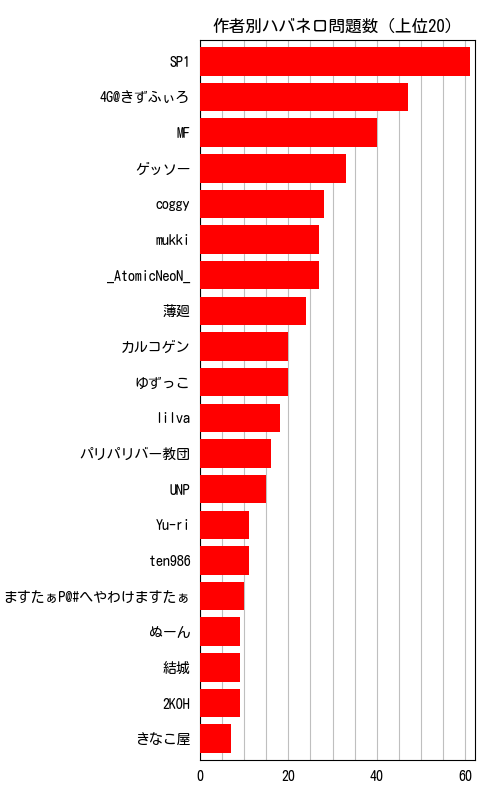 作者別ハバネロ問題数（上位20）
SP1
4G@きずふぃろ
MF
ゲッソー
coggy
mukki
_AtomicNeoN_
薄廻
カルコゲン
ゆずっこ
lilva
パリパリバー教団
UNP
Yu-ri
ten986
ますたぁP@#へやわけますたぁ
ぬーん
結城
2KOH
きなこ屋
0 20 40 60